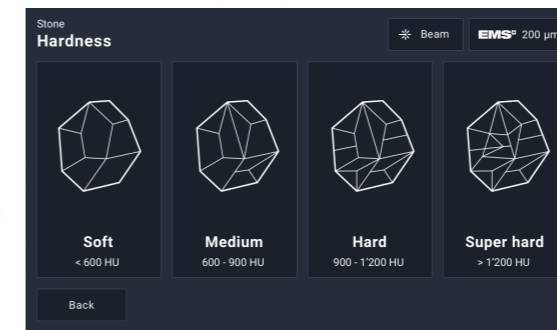 Stone
Hardness
Beam
EMS 200 μm
Soft
< 600 HU
Medium
600 - 900 HU
Hard
900 - 1'200 HU
Super hard
> 1'200 HU
Back